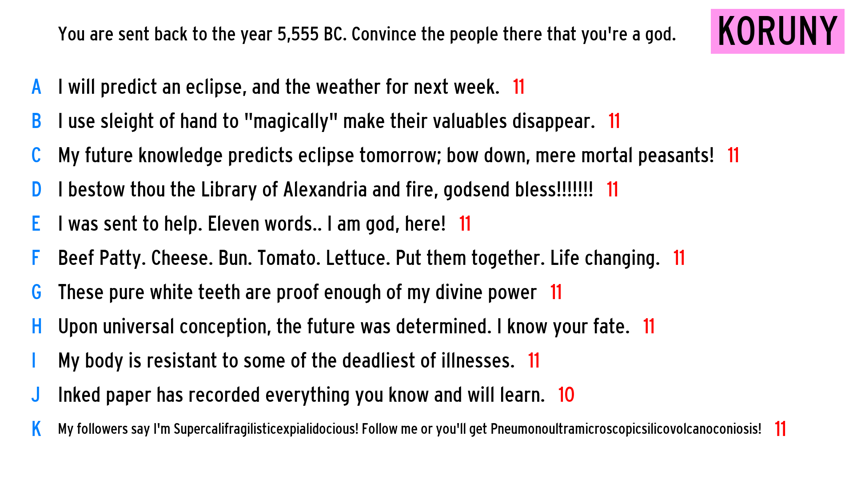 You are sent back to the year 5,555 BC. Convince the people there that you're a god.
KORUNY
A I will predict an eclipse, and the weather for next week. 11
B I use sleight of hand to "magically" make their valuables disappear. 11
C My future knowledge predicts eclipse tomorrow; bow down, mere mortal peasants! 11
D I bestow thou the Library of Alexandria and fire, godsend bless!!!!!!! 11
E I was sent to help. Eleven words.. I am god, here! 11
F Beef Patty. Cheese. Bun. Tomato. Lettuce. Put them together. Life changing. 11
G These pure white teeth are proof enough of my divine power 11
H Upon universal conception, the future was determined. I know your fate. 11
I My body is resistant to some of the deadliest of illnesses. 11
J Inked paper has recorded everything you know and will learn. 10
K My followers say I'm Supercalifragilisticexpialidocious! Follow me or you'll get Pneumonoultramicroscopicsilicovolcanoconiosis! 11